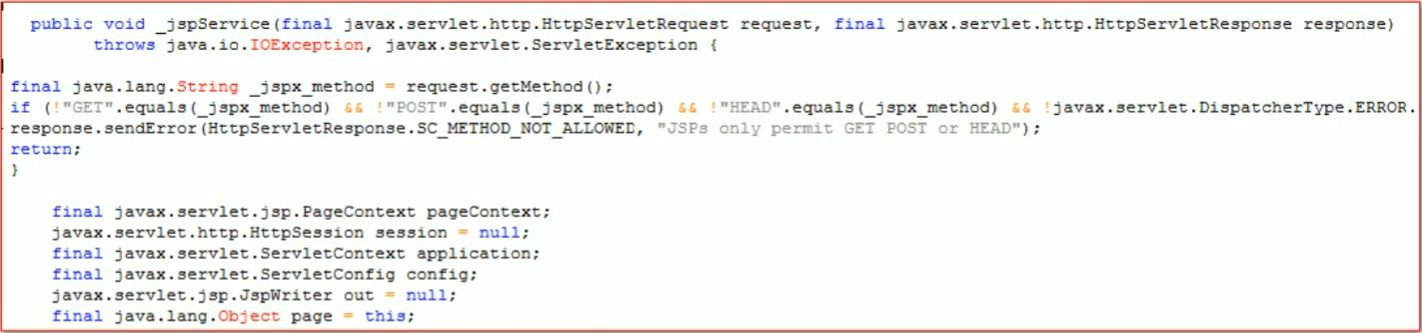 public void _jspService(final javax.servlet.http.HttpServletRequest request, final javax.servlet.http.HttpServletResponse response)
throws java.io.IOException, javax.servlet.ServletException {
final java.lang.String _jspx_method = request.getMethod();
if (!"GET".equals(_jspx_method) && !"POST".equals(_jspx_method) && !"HEAD".equals(_jspx_method) && !javax.servlet.DispatcherType.ERROR.
response.sendError(HttpServletResponse.SC_METHOD_NOT_ALLOWED, "JSPs only permit GET POST or HEAD");
return;
}
final javax.servlet.jsp.PageContext pageContext;
javax.servlet.http.HttpSession session = null;
final javax.servlet.ServletContext application;
final javax.servlet.ServletConfig config;
javax.servlet.jsp.JspWriter out = null;
final java.lang.Object page = this;